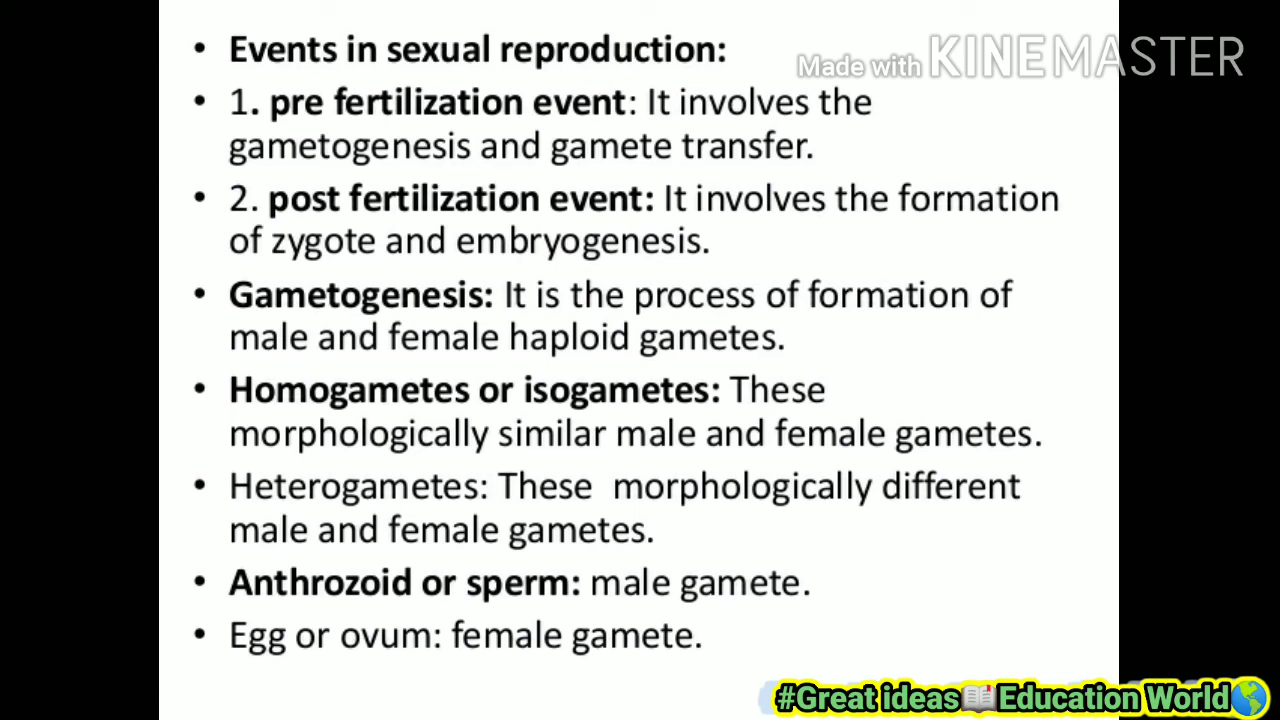 • Events in sexual reproduction:
Made with KINEMASTER
• 1. pre fertilization event: It involves the
gametogenesis and gamete transfer.
• 2. post fertilization event: It involves the formation
of zygote and embryogenesis.
• Gametogenesis: It is the process of formation of
male and female haploid gametes.
• Homogametes or isogametes: These
morphologically similar male and female gametes.
• Heterogametes: These morphologically different
male and female gametes.
• Anthrozoid or sperm: male gamete.
• Egg or ovum: female gamete.
#Great ideas📖Education World🌎